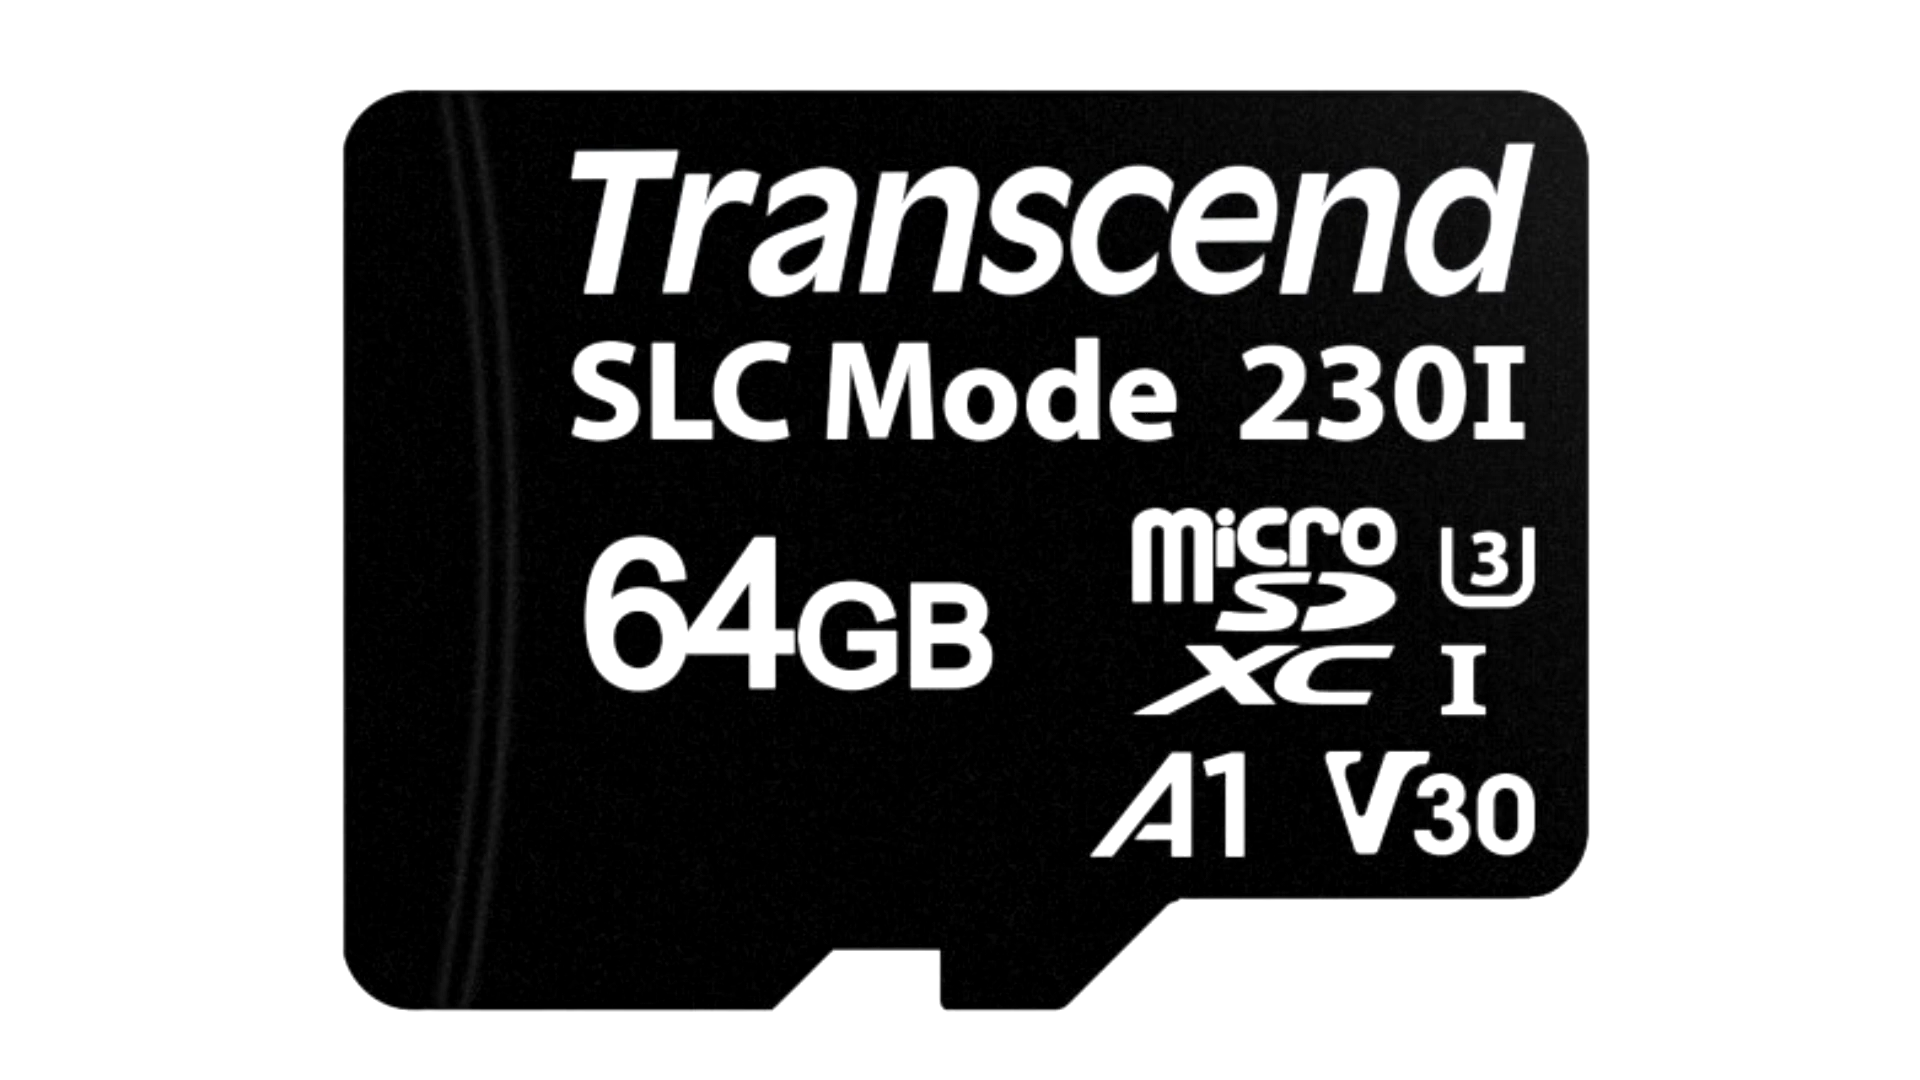 Transcend
SLC Mode 230I
64GB
micro SD XC
3
I
A1 V30